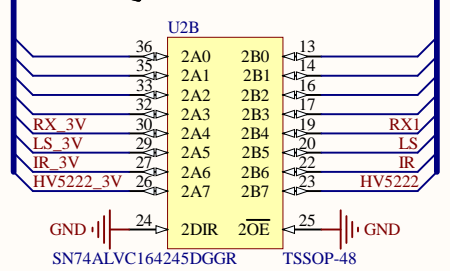 U2B
36 2A0 2B0 13
35 2A1 2B1 14
33 2A2 2B2 16
32 2A3 2B3 17
RX_3V 30 2A4 2B4 19 RX1
LS_3V 29 2A5 2B5 20 LS
IR_3V 27 2A6 2B6 22 IR
HV5222_3V 26 2A7 2B7 23 HV5222
GND 24 2DIR 2OE 25 GND
SN74ALVC164245DGGR TSSOP-48